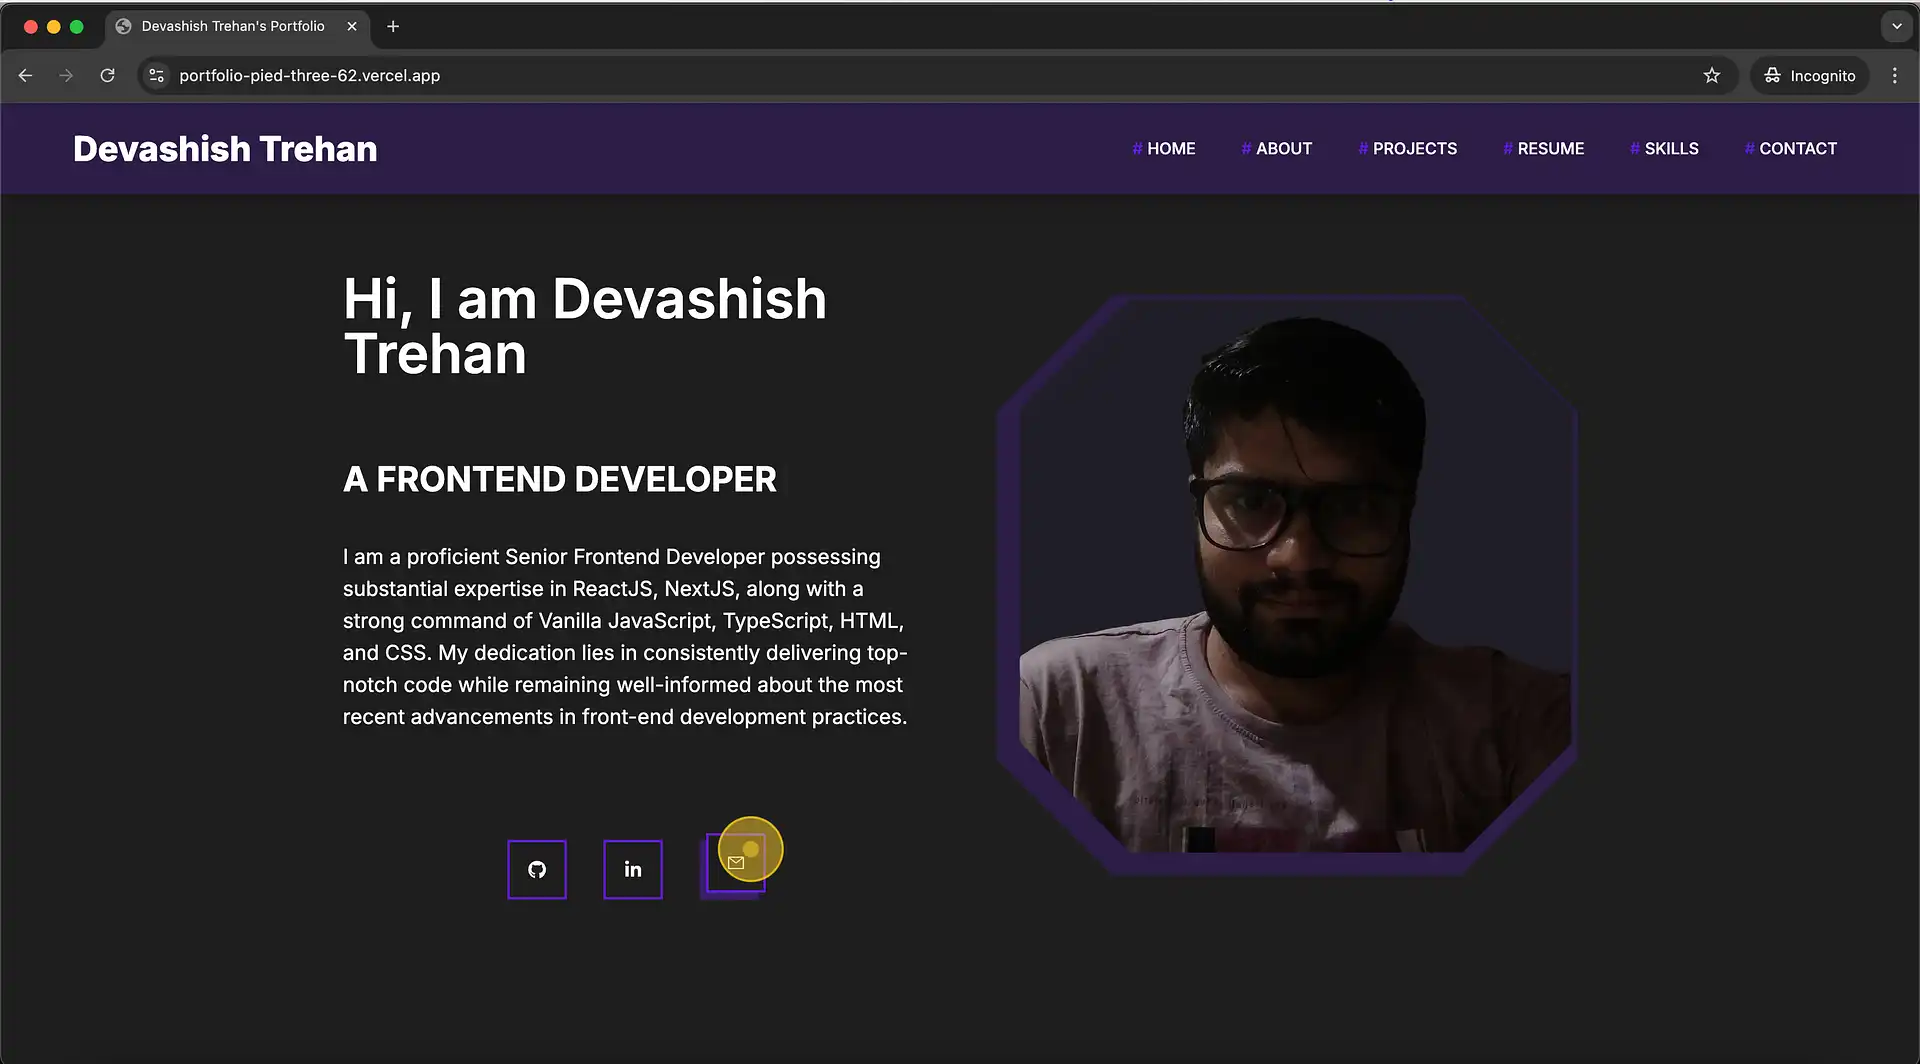 Devashish Trehan's Portfolio
portfolio-pied-three-62.vercel.app
Incognito
Devashish Trehan
# HOME
# ABOUT
# PROJECTS
# RESUME
# SKILLS
# CONTACT
Hi, I am Devashish
Trehan
A FRONTEND DEVELOPER
I am a proficient Senior Frontend Developer possessing
substantial expertise in ReactJS, NextJS, along with a
strong command of Vanilla JavaScript, TypeScript, HTML,
and CSS. My dedication lies in consistently delivering top-
notch code while remaining well-informed about the most
recent advancements in front-end development practices.
in